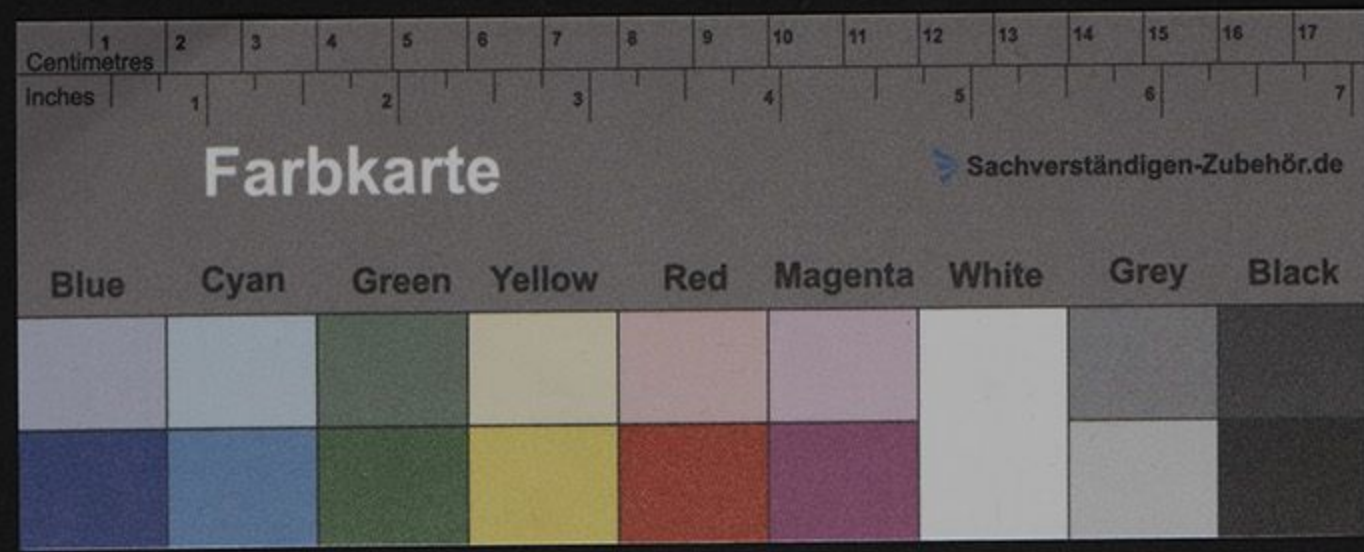 1 2 3 4 5 6 7 8 9 10 11 12 13 14 15 16 17
Centimetres
Inches 1 2 3 4 5 6 7
Farbkarte
Sachverständigen-Zubehör.de
Blue Cyan Green Yellow Red Magenta White Grey Black